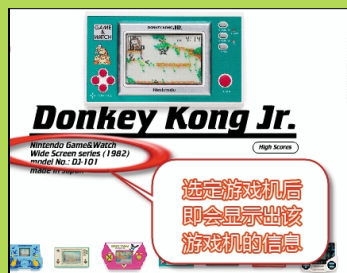 GAME
&
WATCH
DONKEY KONG JR.
Nintendo
Donkey Kong Jr.
Nintendo Game&Watch
Wide Screen series (1982)
model No.: DJ-101
made in Japan
High Scores
选定游戏机后
即会显示出该
游戏机的信息